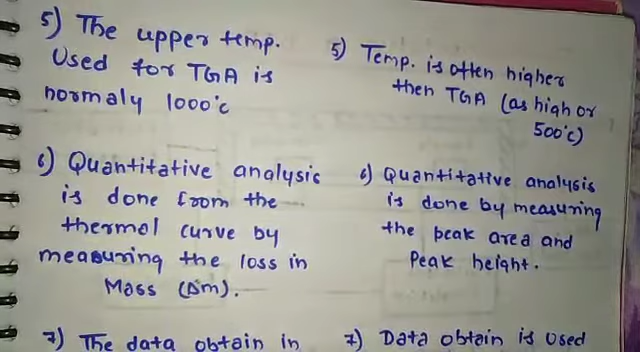 5) The upper temp.
Used for TGA is
normaly 1000°c
6) Quantitative analysis
is done from the
thermal curve by
measuring the loss in
Mass (Δm).
7) The data obtain in
5) Temp. is often higher
then TGA (as high or
500°c)
6) Quantitative analysis
is done by measuring
the peak area and
Peak height.
7) Data obtain is used